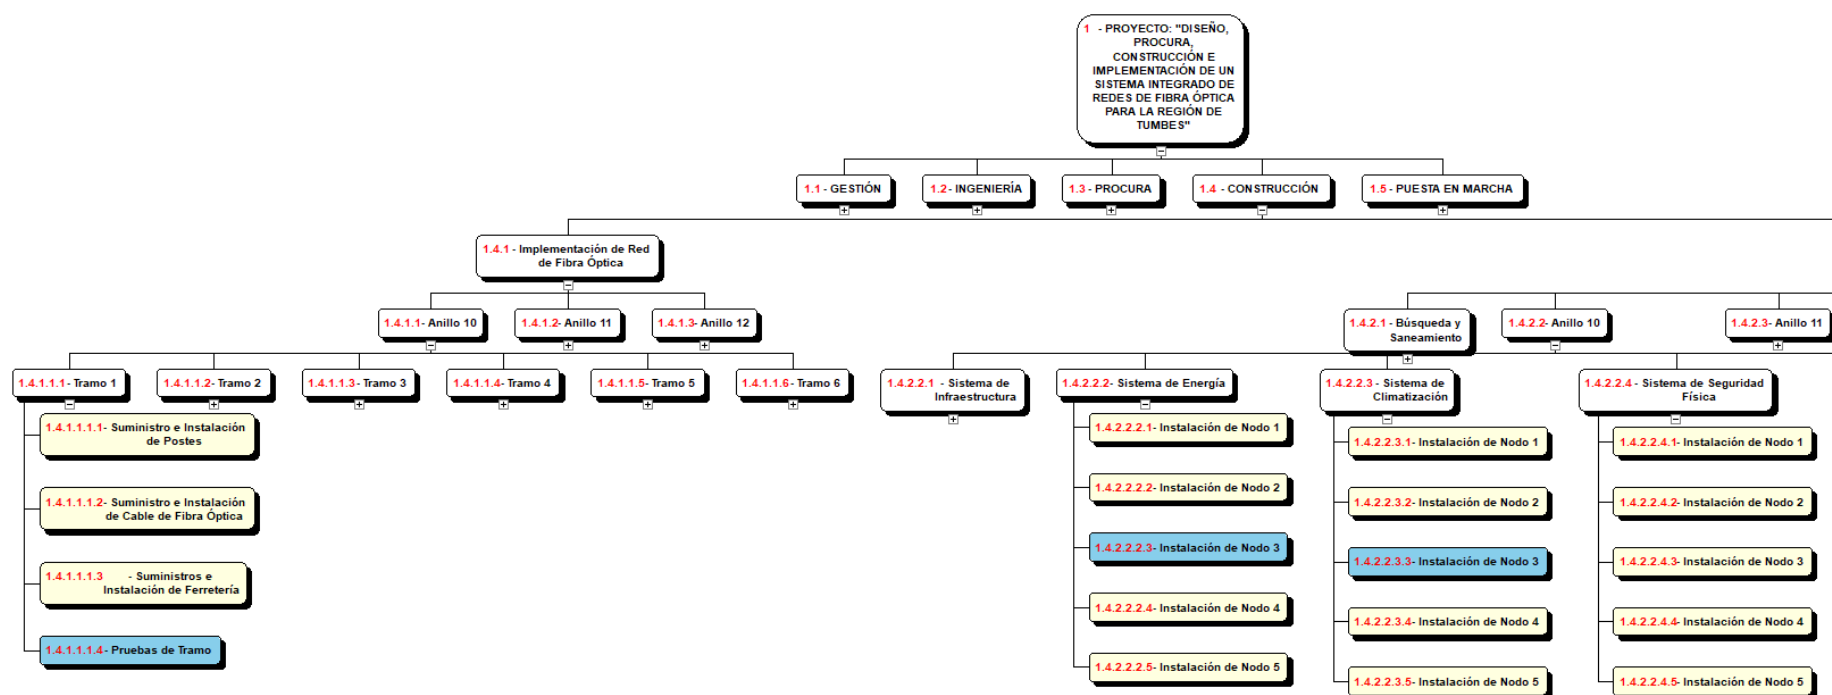 1 - PROYECTO: "DISEÑO,
PROCURA,
CONSTRUCCIÓN E
IMPLEMENTACIÓN DE UN
SISTEMA INTEGRADO DE
REDES DE FIBRA ÓPTICA
PARA LA REGIÓN DE
TUMBES"
1.1 - GESTIÓN
1.2 - INGENIERÍA
1.3 - PROCURA
1.4 - CONSTRUCCIÓN
1.5 - PUESTA EN MARCHA
1.4.1 - Implementación de Red
de Fibra Óptica
1.4.1.1- Anillo 10
1.4.1.2- Anillo 11
1.4.1.3- Anillo 12
1.4.2.1 - Búsqueda y
Saneamiento
1.4.2.2- Anillo 10
1.4.2.3- Anillo 11
1.4.1.1.1- Tramo 1
1.4.1.1.2- Tramo 2
1.4.1.1.3- Tramo 3
1.4.1.1.4- Tramo 4
1.4.1.1.5- Tramo 5
1.4.1.1.6- Tramo 6
1.4.2.2.1 - Sistema de
Infraestructura
1.4.2.2.2- Sistema de Energía
1.4.2.2.3 - Sistema de
Climatización
1.4.2.2.4 - Sistema de Seguridad
Física
1.4.1.1.1.1- Suministro e Instalación
de Postes
1.4.1.1.1.2- Suministro e Instalación
de Cable de Fibra Óptica
1.4.1.1.1.3 - Suministros e
Instalación de Ferretería
1.4.1.1.1.4- Pruebas de Tramo
1.4.2.2.2.1- Instalación de Nodo 1
1.4.2.2.2.2- Instalación de Nodo 2
1.4.2.2.2.3- Instalación de Nodo 3
1.4.2.2.2.4- Instalación de Nodo 4
1.4.2.2.2.5- Instalación de Nodo 5
1.4.2.2.3.1- Instalación de Nodo 1
1.4.2.2.3.2- Instalación de Nodo 2
1.4.2.2.3.3- Instalación de Nodo 3
1.4.2.2.3.4- Instalación de Nodo 4
1.4.2.2.3.5- Instalación de Nodo 5
1.4.2.2.4.1- Instalación de Nodo 1
1.4.2.2.4.2- Instalación de Nodo 2
1.4.2.2.4.3- Instalación de Nodo 3
1.4.2.2.4.4- Instalación de Nodo 4
1.4.2.2.4.5- Instalación de Nodo 5